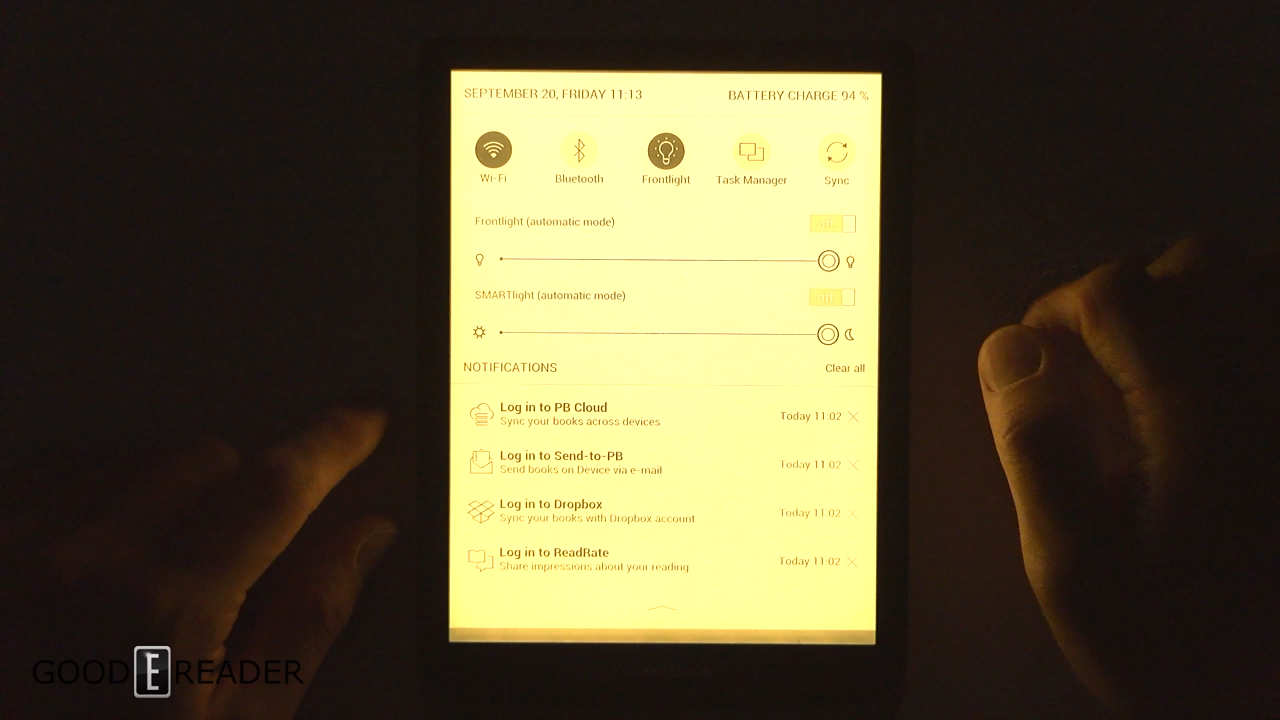 SEPTEMBER 20, FRIDAY 11:13 BATTERY CHARGE 94 %
Wi-Fi Bluetooth Frontlight Task Manager Sync
Frontlight (automatic mode) off
SMARTlight (automatic mode) off
NOTIFICATIONS Clear all
Log in to PB Cloud
Sync your books across devices
Today 11:02
Log in to Send-to-PB
Send books on Device via e-mail
Today 11:02
Log in to Dropbox
Sync your books with Dropbox account
Today 11:02
Log in to ReadRate
Share impressions about your reading
Today 11:02
GOOD E READER